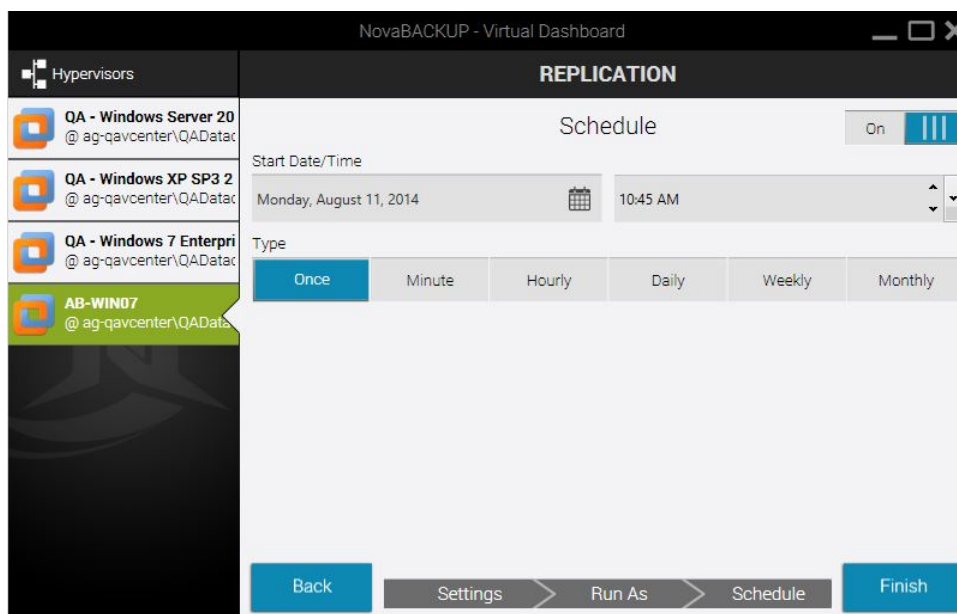 NovaBACKUP - Virtual Dashboard
Hypervisors
REPLICATION
QA - Windows Server 20
@ ag-qavcenter\QADatac
QA - Windows XP SP3 2
@ ag-qavcenter\QADatac
QA - Windows 7 Enterpri
@ ag-qavcenter\QADatac
AB-WIN07
@ ag-qavcenter\QAData
Schedule
On
Start Date/Time
Monday, August 11, 2014
10:45 AM
Type
Once Minute Hourly Daily Weekly Monthly
Back
Settings Run As Schedule
Finish